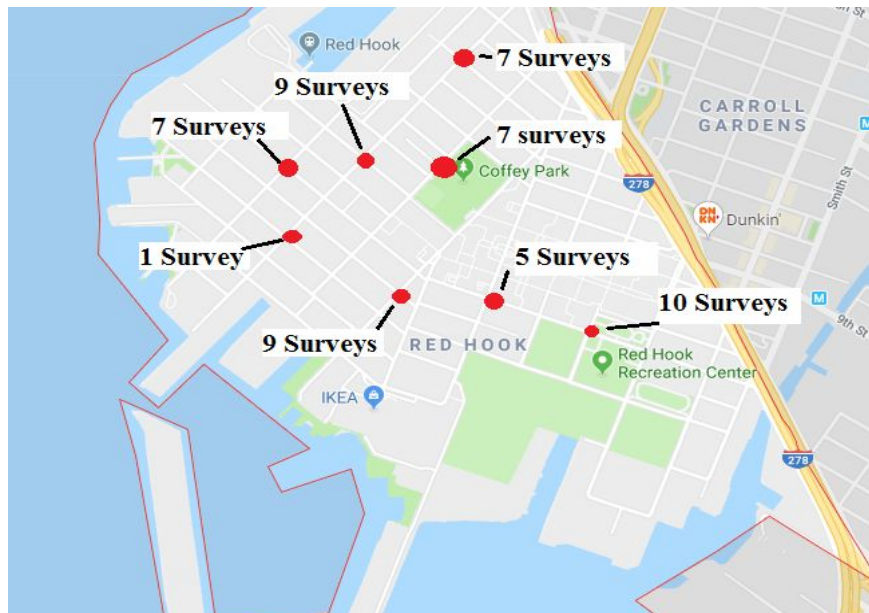 Red Hook
7 Surveys
9 Surveys
CARROLL
GARDENS
7 Surveys
7 surveys
Coffey Park
Smith St
278
DNKN'
Dunkin'
1 Survey
5 Surveys
M
10 Surveys
9th St
9 Surveys
RED HOOK
Red Hook
Recreation Center
IKEA
278
M